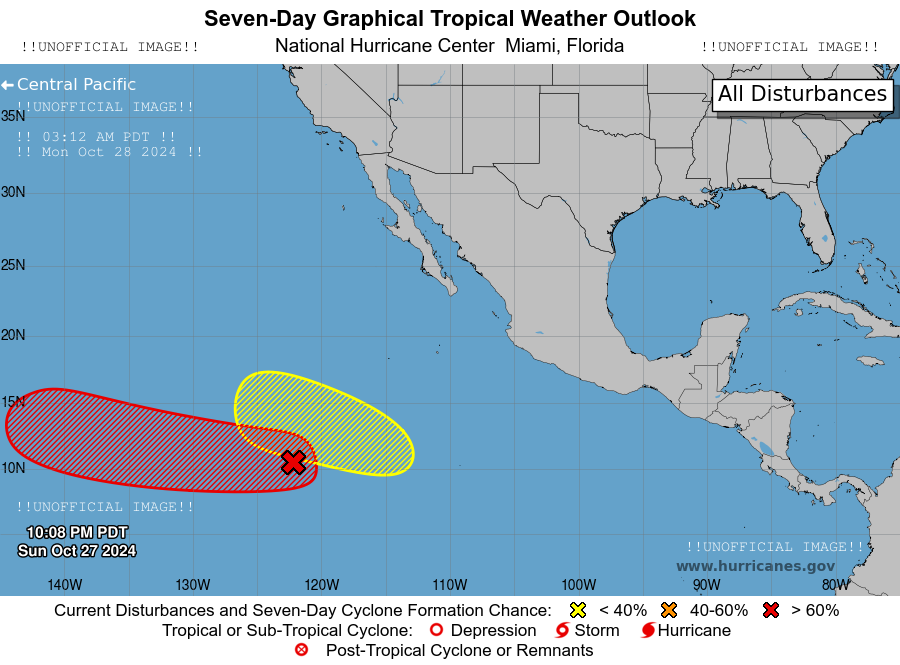 Seven-Day Graphical Tropical Weather Outlook
!!UNOFFICIAL IMAGE!! National Hurricane Center Miami, Florida !!UNOFFICIAL IMAGE!!
Central Pacific
All Disturbances
!!UNOFFICIAL IMAGE!!
35N
!! 03:12 AM PDT !!
!! Mon Oct 28 2024 !!
30N
25N
20N
15N
10N
!!UNOFFICIAL IMAGE!!
10:08 PM PDT
Sun Oct 27 2024
!!UNOFFICIAL IMAGE!!
www.hurricanes.gov
140W 130W 120W 110W 100W 90W 80W
Current Disturbances and Seven-Day Cyclone Formation Chance: < 40% 40-60% > 60%
Tropical or Sub-Tropical Cyclone: Depression Storm Hurricane
Post-Tropical Cyclone or Remnants